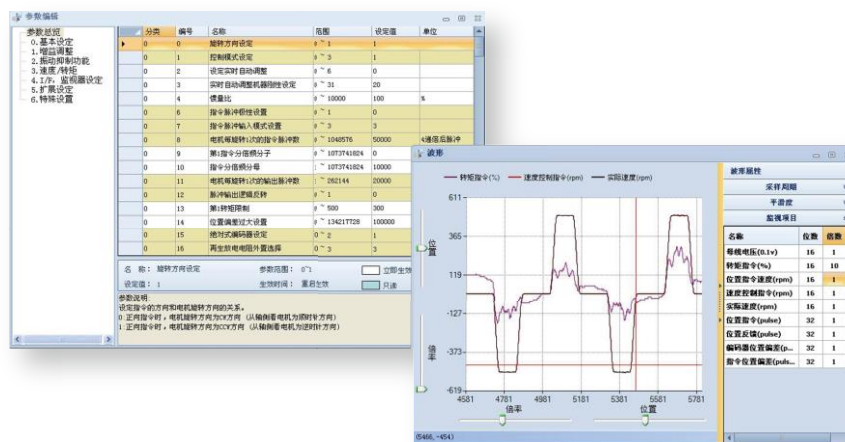 参数编辑
参数总览
0.基本设定
1.增益调整
2.振动抑制功能
3.速度/转矩
4.I/F，监视器设定
5.扩展设定
6.特殊设置
分类 编号 名称 范围 设定值 单位
0 0 旋转方向设定 0 ~ 1 1
0 1 控制模式设定 0 ~ 3 1
0 2 设定实时自动调整 0 ~ 6 0
0 3 实时自动调整机器刚性设定 0 ~ 31 20
0 4 惯量比 0 ~ 10000 100 %
0 6 指令脉冲极性设置 0 ~ 1 0
0 7 指令脉冲输入模式设置 0 ~ 3 3
0 8 电机每旋转1次的指令脉冲数 0 ~ 1048576 50000 4遍倍后脉冲
0 9 第1指令分倍频分子 0 ~ 1073741824 0
0 10 指令分倍频分母 ~ 1073741824 10000
0 11 电机每旋转1次的输出脉冲数 ~ 262144 20000
0 12 脉冲输出逻辑反转 0 ~ 1 0
0 13 第1转矩限制 0 ~ 500 300
0 14 位置偏差过大设置 0 ~ 134217728 100000
0 15 绝对式编码器设定 0 ~ 2 1
0 16 再生放电电阻外置选择 0 ~ 3 3
名 称: 旋转方向设定 参数范围: 0~1 立即生效
设定值: 1 生效时间: 重启生效 只读
参数说明:
设定指令的方向和电机旋转方向的关系。
0:正向指令时，电机旋转方向为CW方向 (从轴侧看电机为顺时针方向)
1:正向指令时，电机旋转方向为CCW方向 (从轴侧看电机为逆时针方向)
波形
转矩指令(%) 速度控制指令(rpm) 实际速度(rpm)
611
365
119
-127
-373
-619
4581 4781 4981 5181 5381 5581 5781
位置
倍率
倍率 位置
(5466,-454)
波形属性
采样周期
平滑度
监视项目
名称 位数 倍数
母线电压(0.1v) 16 1
转矩指令(%) 16 10
位置指令速度(rpm) 16 1
速度控制指令(rpm) 16 1
实际速度(rpm) 16 1
位置指令(pulse) 32 1
位置反馈(pulse) 32 1
编码器位置偏差(p... 32 1
指令位置偏差(puls... 32 1